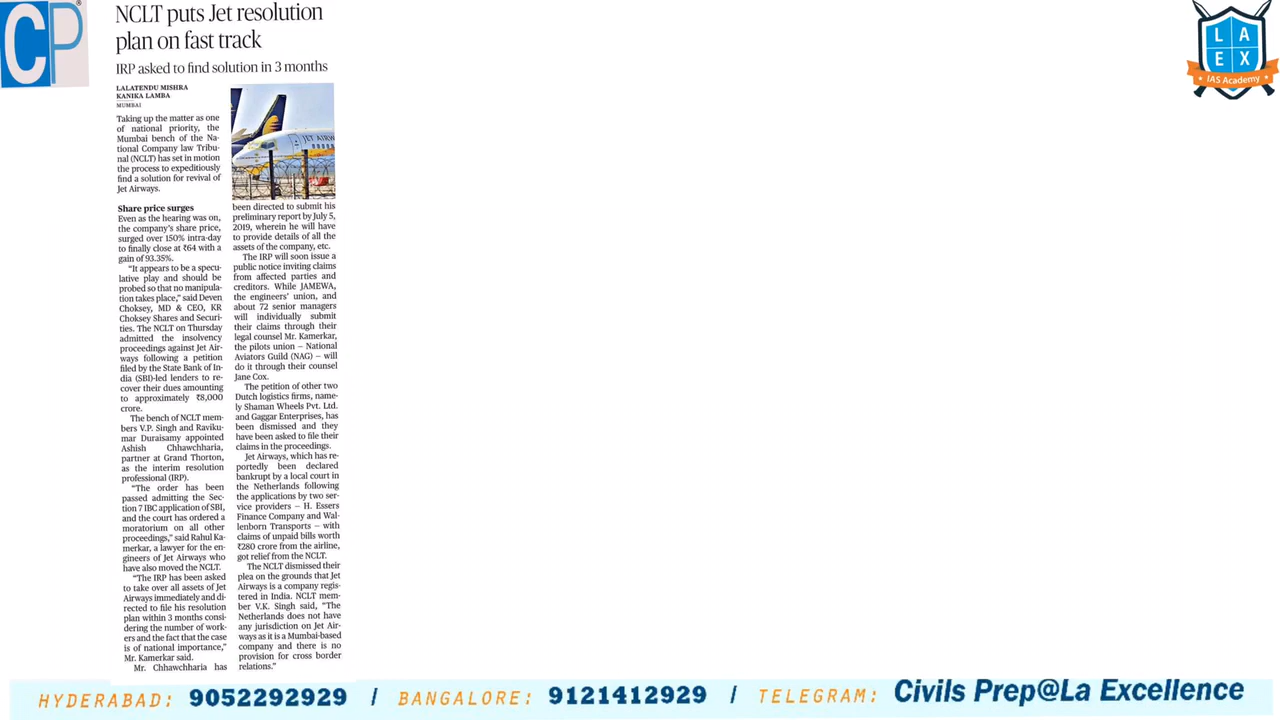 CP®
NCLT puts Jet resolution
plan on fast track
IRP asked to find solution in 3 months
LALATENDU MISHRA
KANIKA LAMBA
MUMBAI
Taking up the matter as one
of national priority, the
Mumbai bench of the Na-
tional Company law Tribu-
nal (NCLT) has set in motion
the process to expeditiously
find a solution for revival of
Jet Airways.
Share price surges
Even as the hearing was on,
the company's share price,
surged over 150% intra-day
to finally close at ₹64 with a
gain of 93.35%.
"It appears to be a specu-
lative play and should be
probed so that no manipula-
tion takes place," said Deven
Choksey, MD & CEO, KR
Choksey Shares and Securi-
ties. The NCLT on Thursday
admitted the insolvency
proceedings against Jet Air-
ways following a petition
filed by the State Bank of In-
dia (SBI)-led lenders to re-
cover their dues amounting
to approximately ₹8,000
crore.
The bench of NCLT mem-
bers V.P. Singh and Raviku-
mar Duraisamy appointed
Ashish Chhawchharia,
partner at Grand Thorton,
as the interim resolution
professional (IRP).
"The order has been
passed admitting the Sec-
tion 7 IBC application of SBI,
and the court has ordered a
moratorium on all other
proceedings," said Rahul Ka-
merkar, a lawyer for the en-
gineers of Jet Airways who
have also moved the NCLT.
"The IRP has been asked
to take over all assets of Jet
Airways immediately and di-
rected to file his resolution
plan within 3 months consi-
dering the number of work-
ers and the fact that the case
is of national importance,"
Mr. Kamerkar said.
Mr. Chhawchharia has
JET AIRW
been directed to submit his
preliminary report by July 5,
2019, wherein he will have
to provide details of all the
assets of the company, etc.
The IRP will soon issue a
public notice inviting claims
from affected parties and
creditors. While JAMEWA,
the engineers' union, and
about 72 senior managers
will individually submit
their claims through their
legal counsel Mr. Kamerkar,
the pilots union — National
Aviators Guild (NAG) — will
do it through their counsel
Jane Cox.
The petition of other two
Dutch logistics firms, name-
ly Shaman Wheels Pvt. Ltd.
and Gaggar Enterprises, has
been dismissed and they
have been asked to file their
claims in the proceedings.
Jet Airways, which has re-
portedly been declared
bankrupt by a local court in
the Netherlands following
the applications by two ser-
vice providers — H. Essers
Finance Company and Wal-
lenborn Transports — with
claims of unpaid bills worth
₹280 crore from the airline,
got relief from the NCLT.
The NCLT dismissed their
plea on the grounds that Jet
Airways is a company regis-
tered in India. NCLT mem-
ber V.K. Singh said, "The
Netherlands does not have
any jurisdiction on Jet Air-
ways as it is a Mumbai-based
company and there is no
provision for cross border
relations."
L A
E X
IAS Academy
HYDERABAD: 9052292929 / BANGALORE: 9121412929 / TELEGRAM: Civils Prep@La Excellence